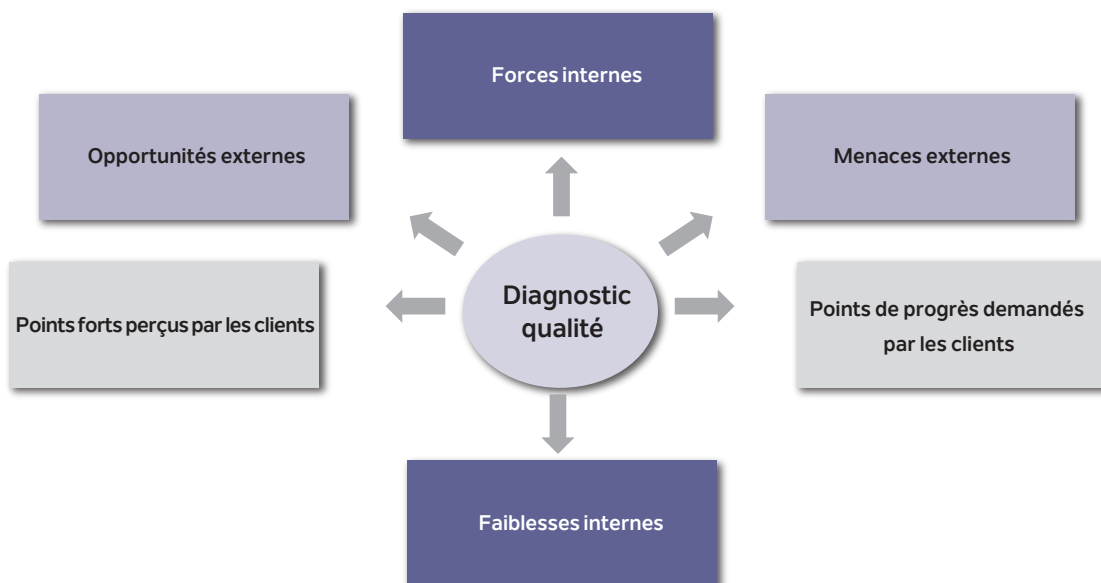 Forces internes
Opportunités externes
Menaces externes
Diagnostic
qualité
Points forts perçus par les clients
Points de progrès demandés
par les clients
Faiblesses internes